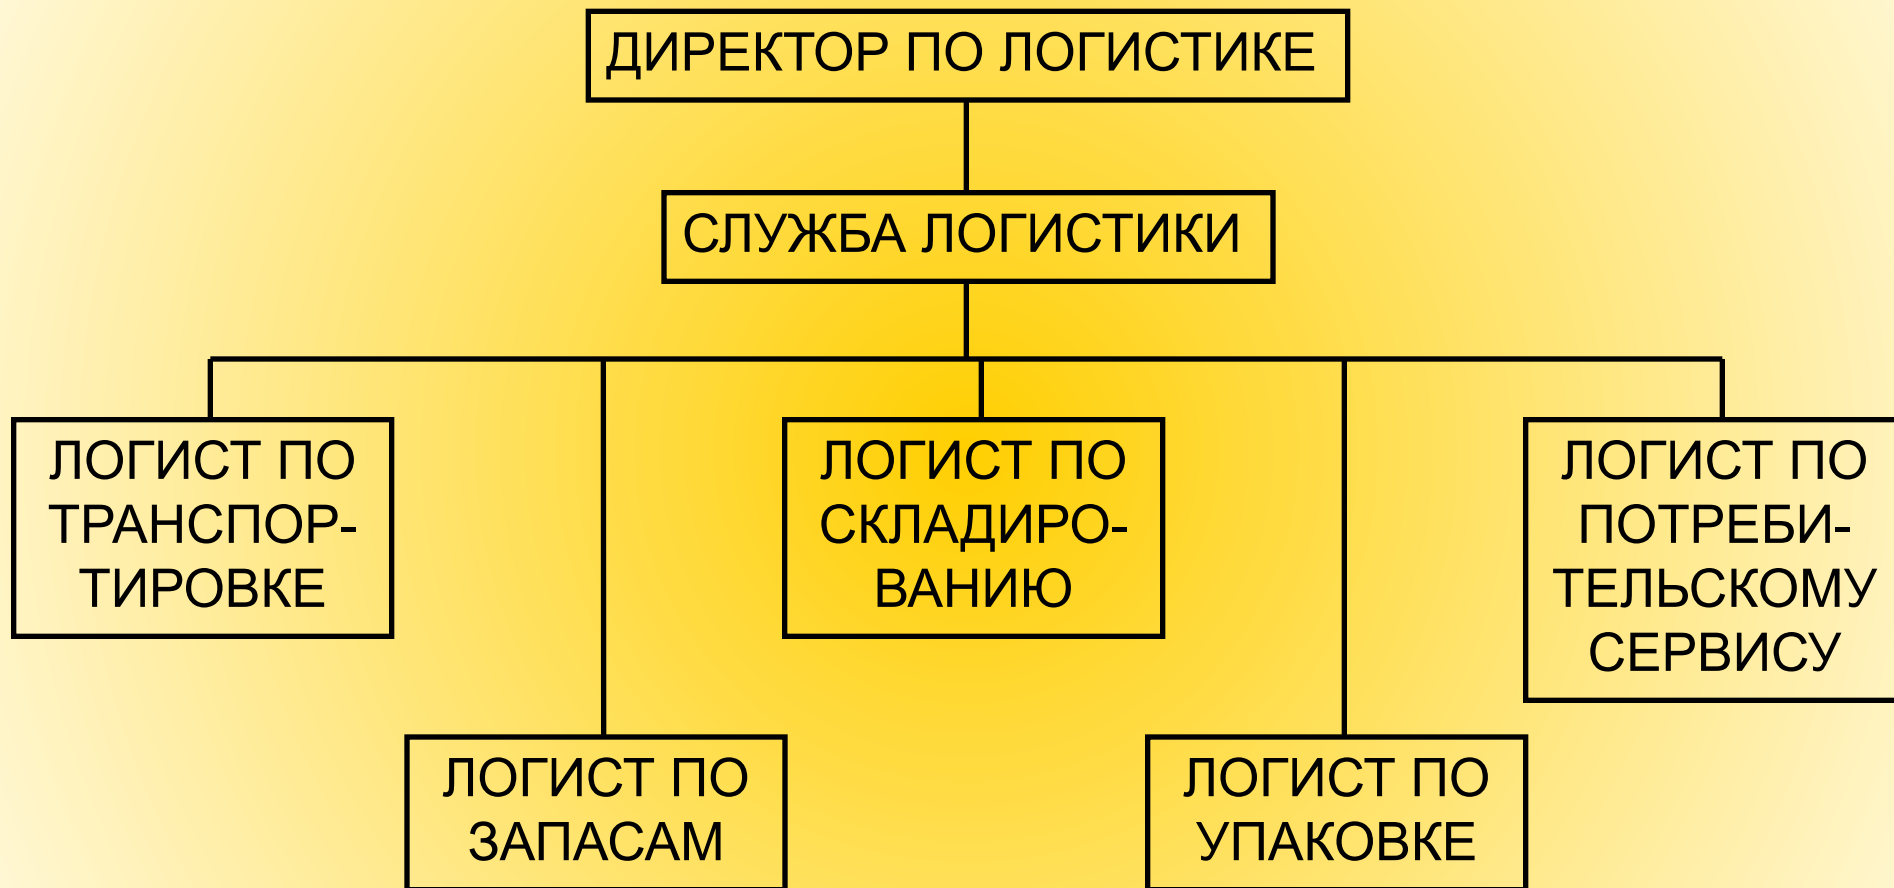 ДИРЕКТОР ПО ЛОГИСТИКЕ
СЛУЖБА ЛОГИСТИКИ
ЛОГИСТ ПО
ТРАНСПОР-
ТИРОВКЕ
ЛОГИСТ ПО
СКЛАДИРО-
ВАНИЮ
ЛОГИСТ ПО
ПОТРЕБИ-
ТЕЛЬСКОМУ
СЕРВИСУ
ЛОГИСТ ПО
ЗАПАСАМ
ЛОГИСТ ПО
УПАКОВКЕ